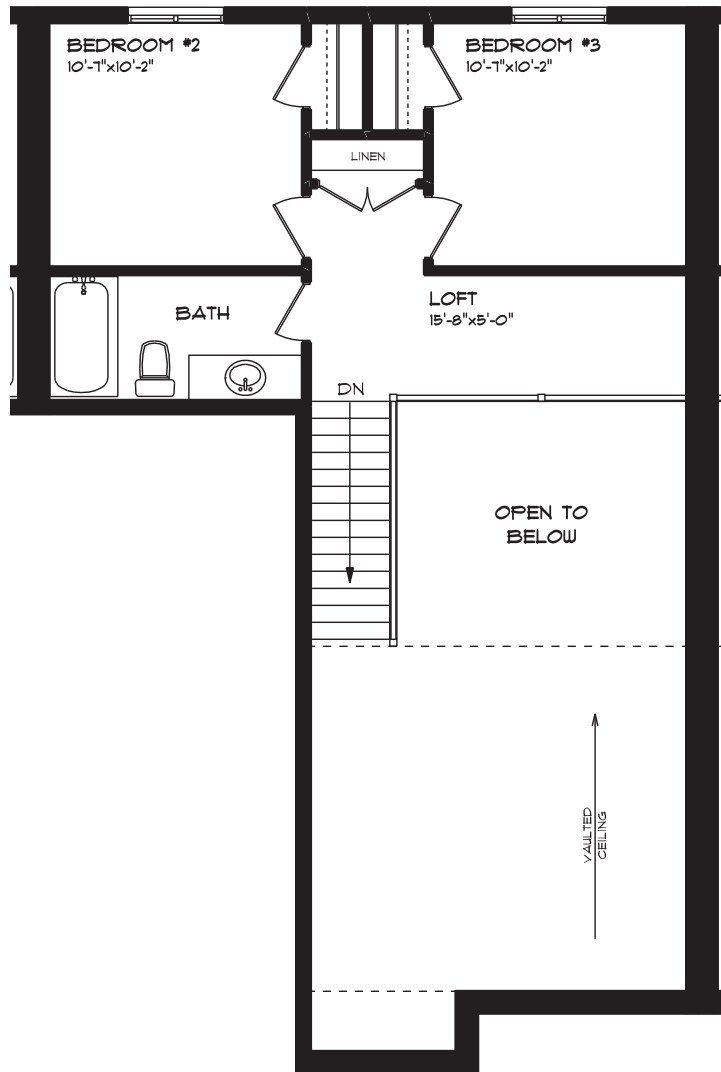 BEDROOM #2
10'-7"x10'-2"
BEDROOM #3
10'-7"x10'-2"
LINEN
BATH
LOFT
15'-8"x5'-0"
DN
OPEN TO
BELOW
VAULTED
CEILING